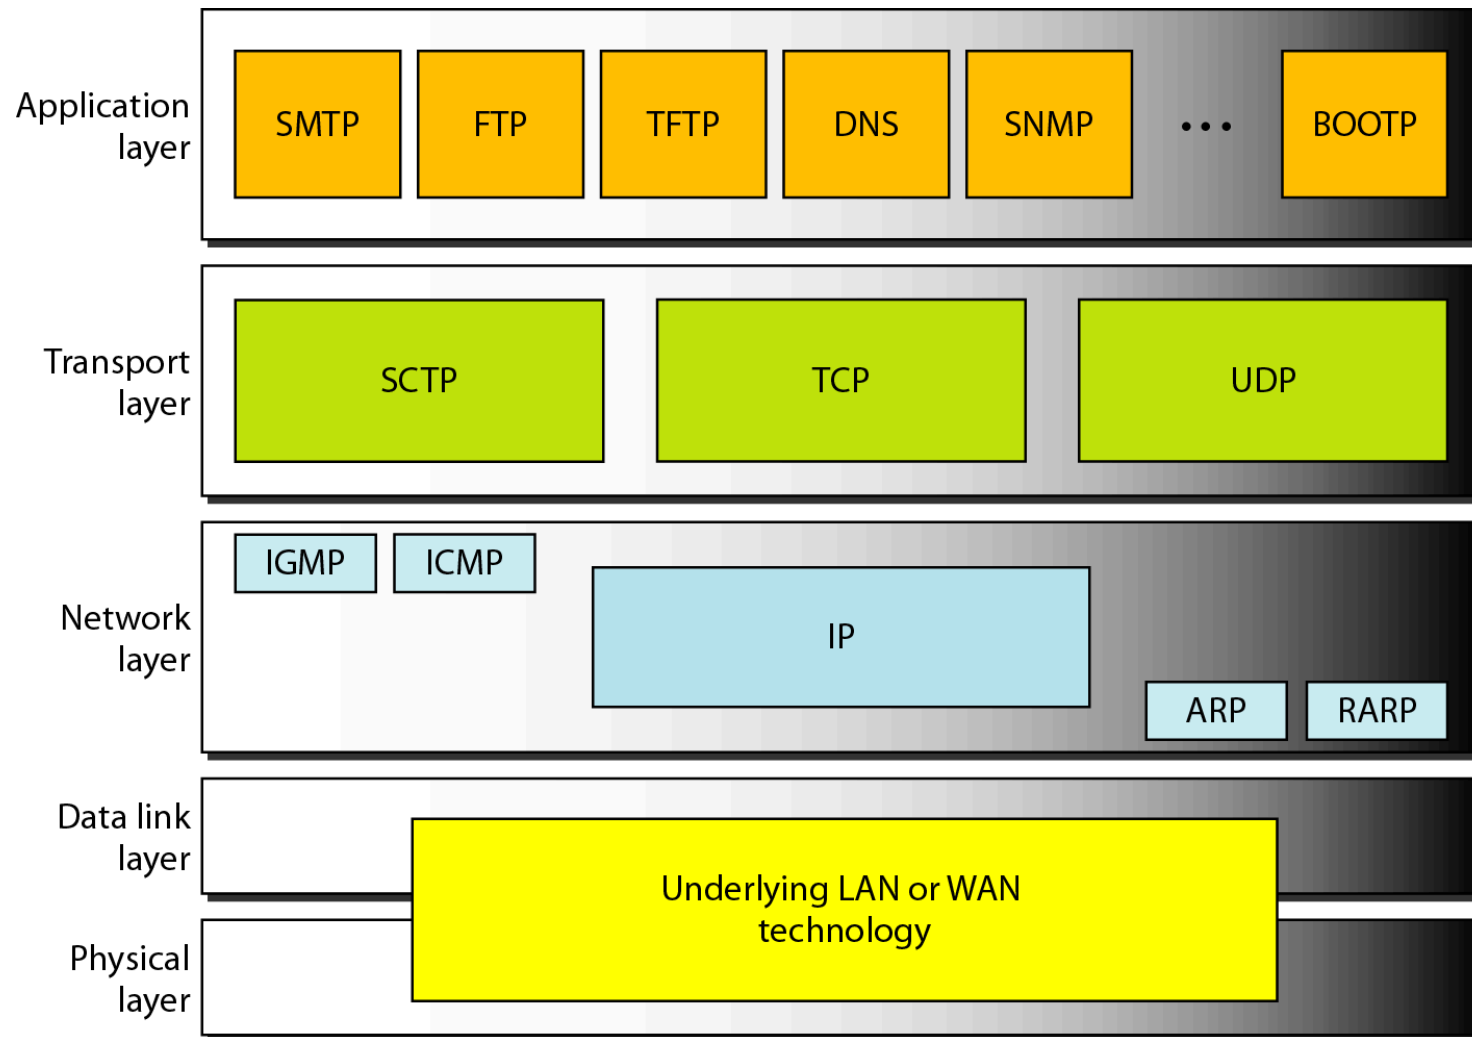 Application
layer
SMTP
FTP
TFTP
DNS
SNMP
...
BOOTP
Transport
layer
SCTP
TCP
UDP
Network
layer
IGMP
ICMP
IP
ARP
RARP
Data link
layer
Underlying LAN or WAN
technology
Physical
layer